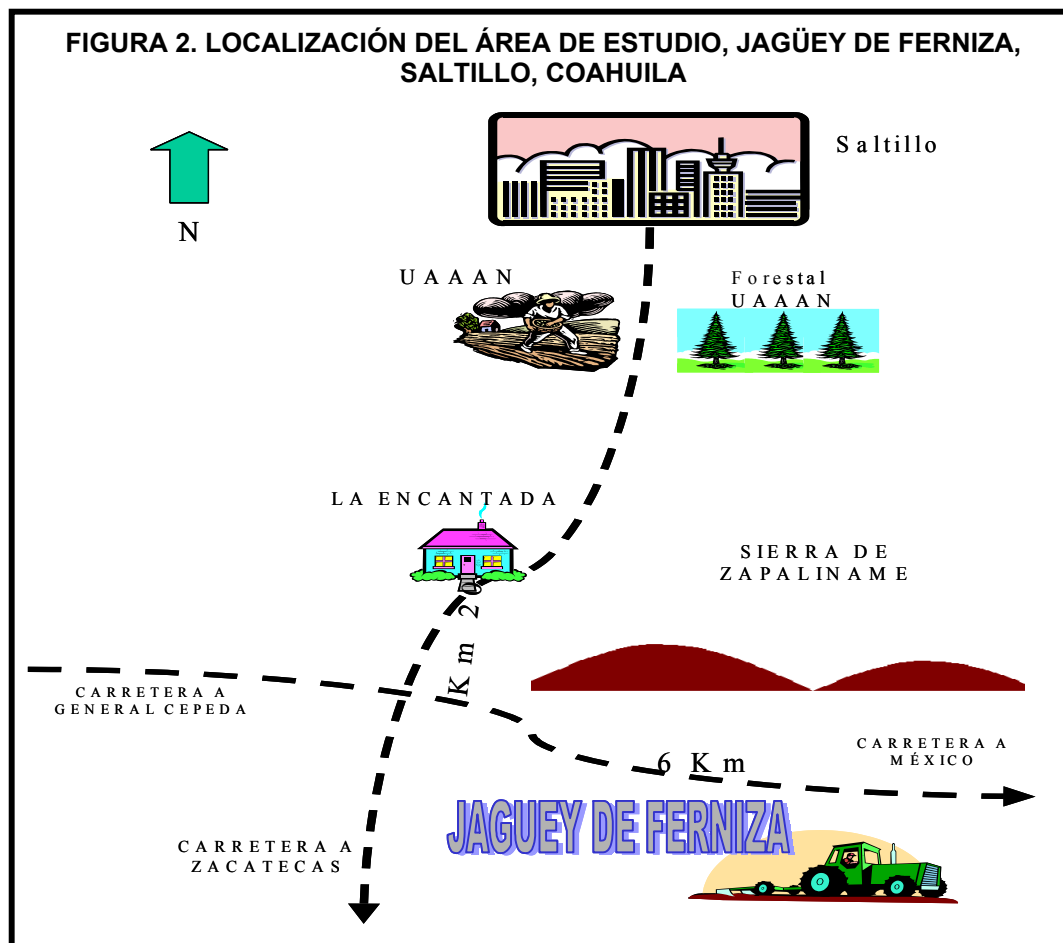 FIGURA 2. LOCALIZACIÓN DEL ÁREA DE ESTUDIO, JAGÜEY DE FERNIZA,
SALTILLO, COAHUILA
Saltillo
N
UAAAN
Forestal
UAAAN
LA ENCANTADA
SIERRA DE
ZAPALINAME
Km 20
CARRETERA A
GENERAL CEPEDA
6 Km
CARRETERA A
MÉXICO
JAGUEY DE FERNIZA
CARRETERA A
ZACATECAS